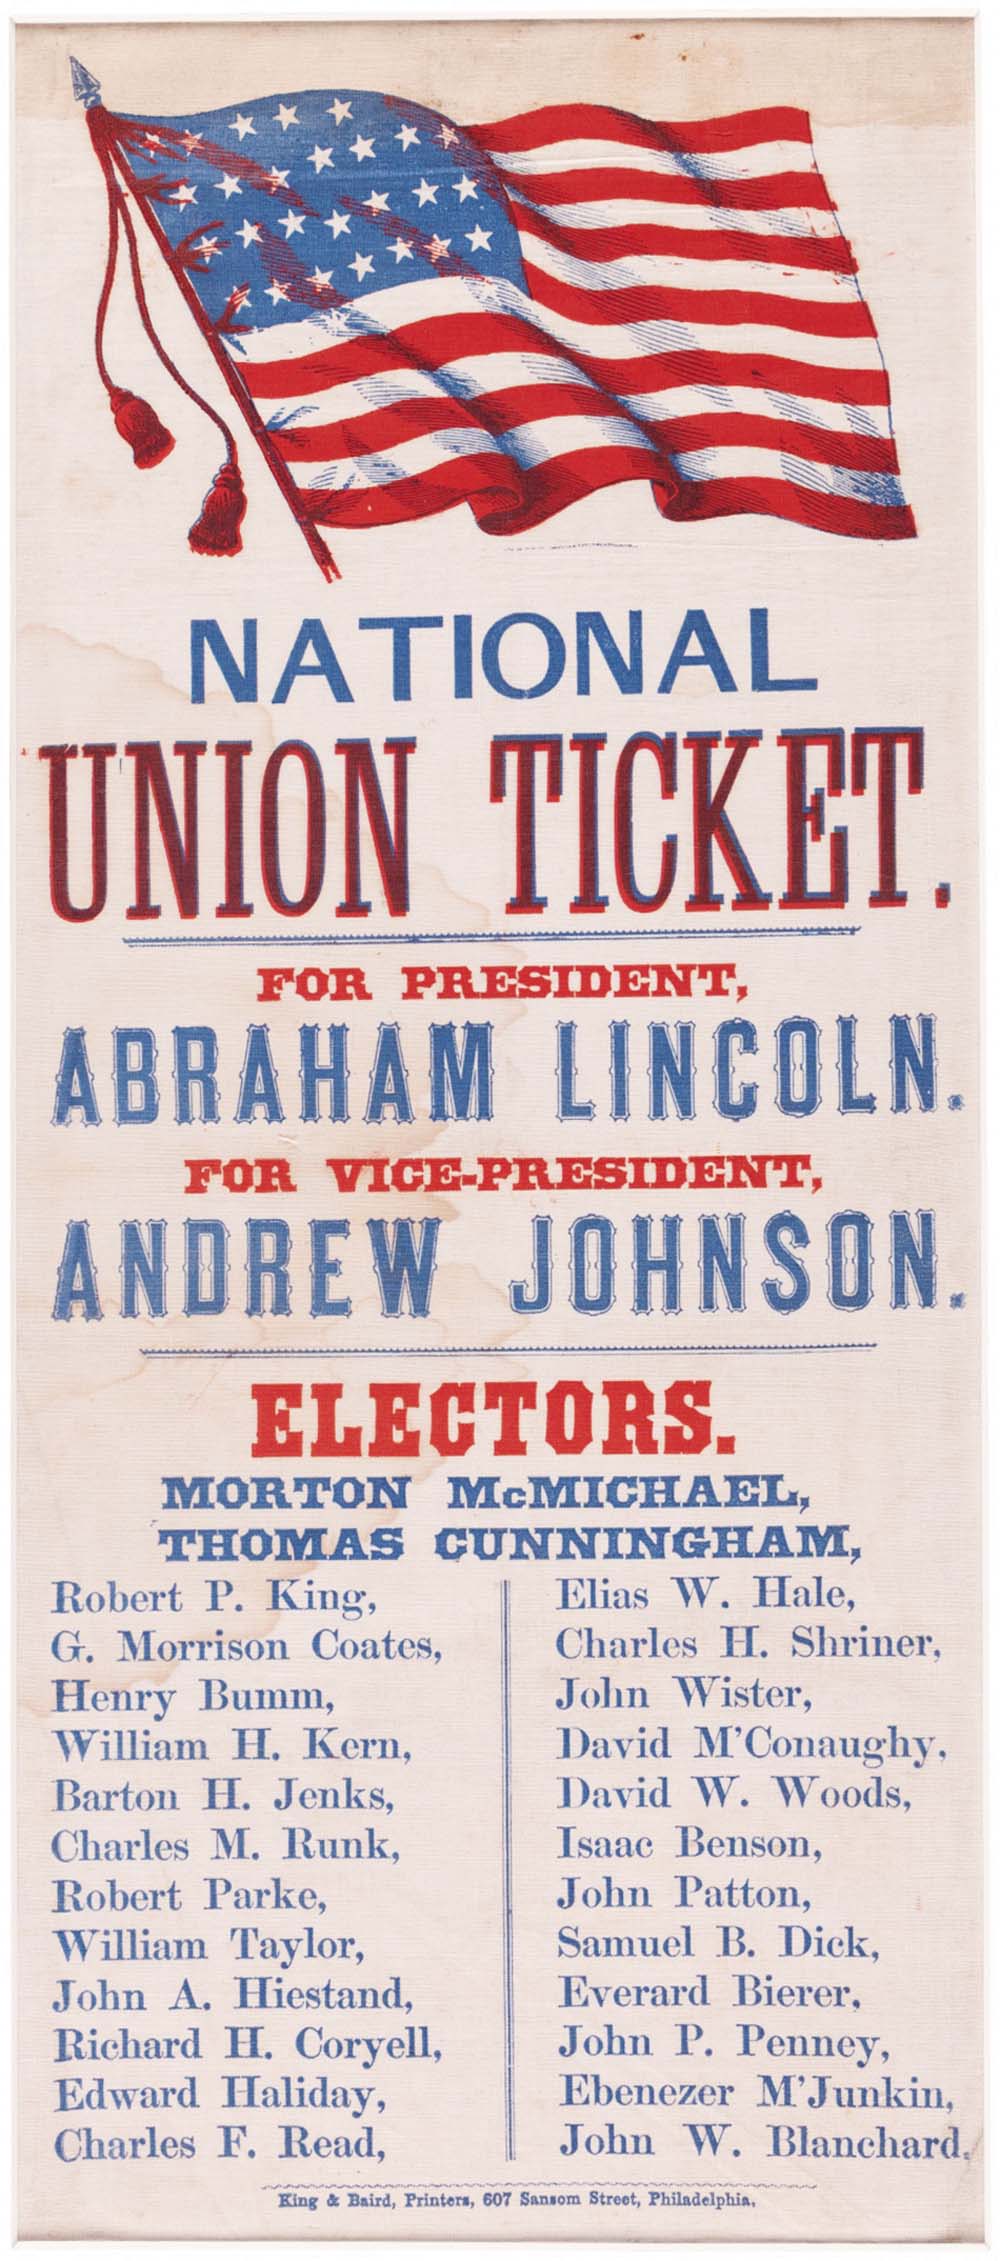 NATIONAL
UNION TICKET.
FOR PRESIDENT,
ABRAHAM LINCOLN.
FOR VICE-PRESIDENT,
ANDREW JOHNSON.
ELECTORS.
MORTON McMICHAEL,
THOMAS CUNNINGHAM,
Robert P. King,
G. Morrison Coates,
Henry Bumm,
William H. Kern,
Barton H. Jenks,
Charles M. Runk,
Robert Parke,
William Taylor,
John A. Hiestand,
Richard H. Coryell,
Edward Haliday,
Charles F. Read,
Elias W. Hale,
Charles H. Shriner,
John Wister,
David M'Conaughy,
David W. Woods,
Isaac Benson,
John Patton,
Samuel B. Dick,
Everard Bierer,
John P. Penney,
Ebenezer M'Junkin,
John W. Blanchard.
King & Baird, Printers, 607 Sansom Street, Philadelphia,